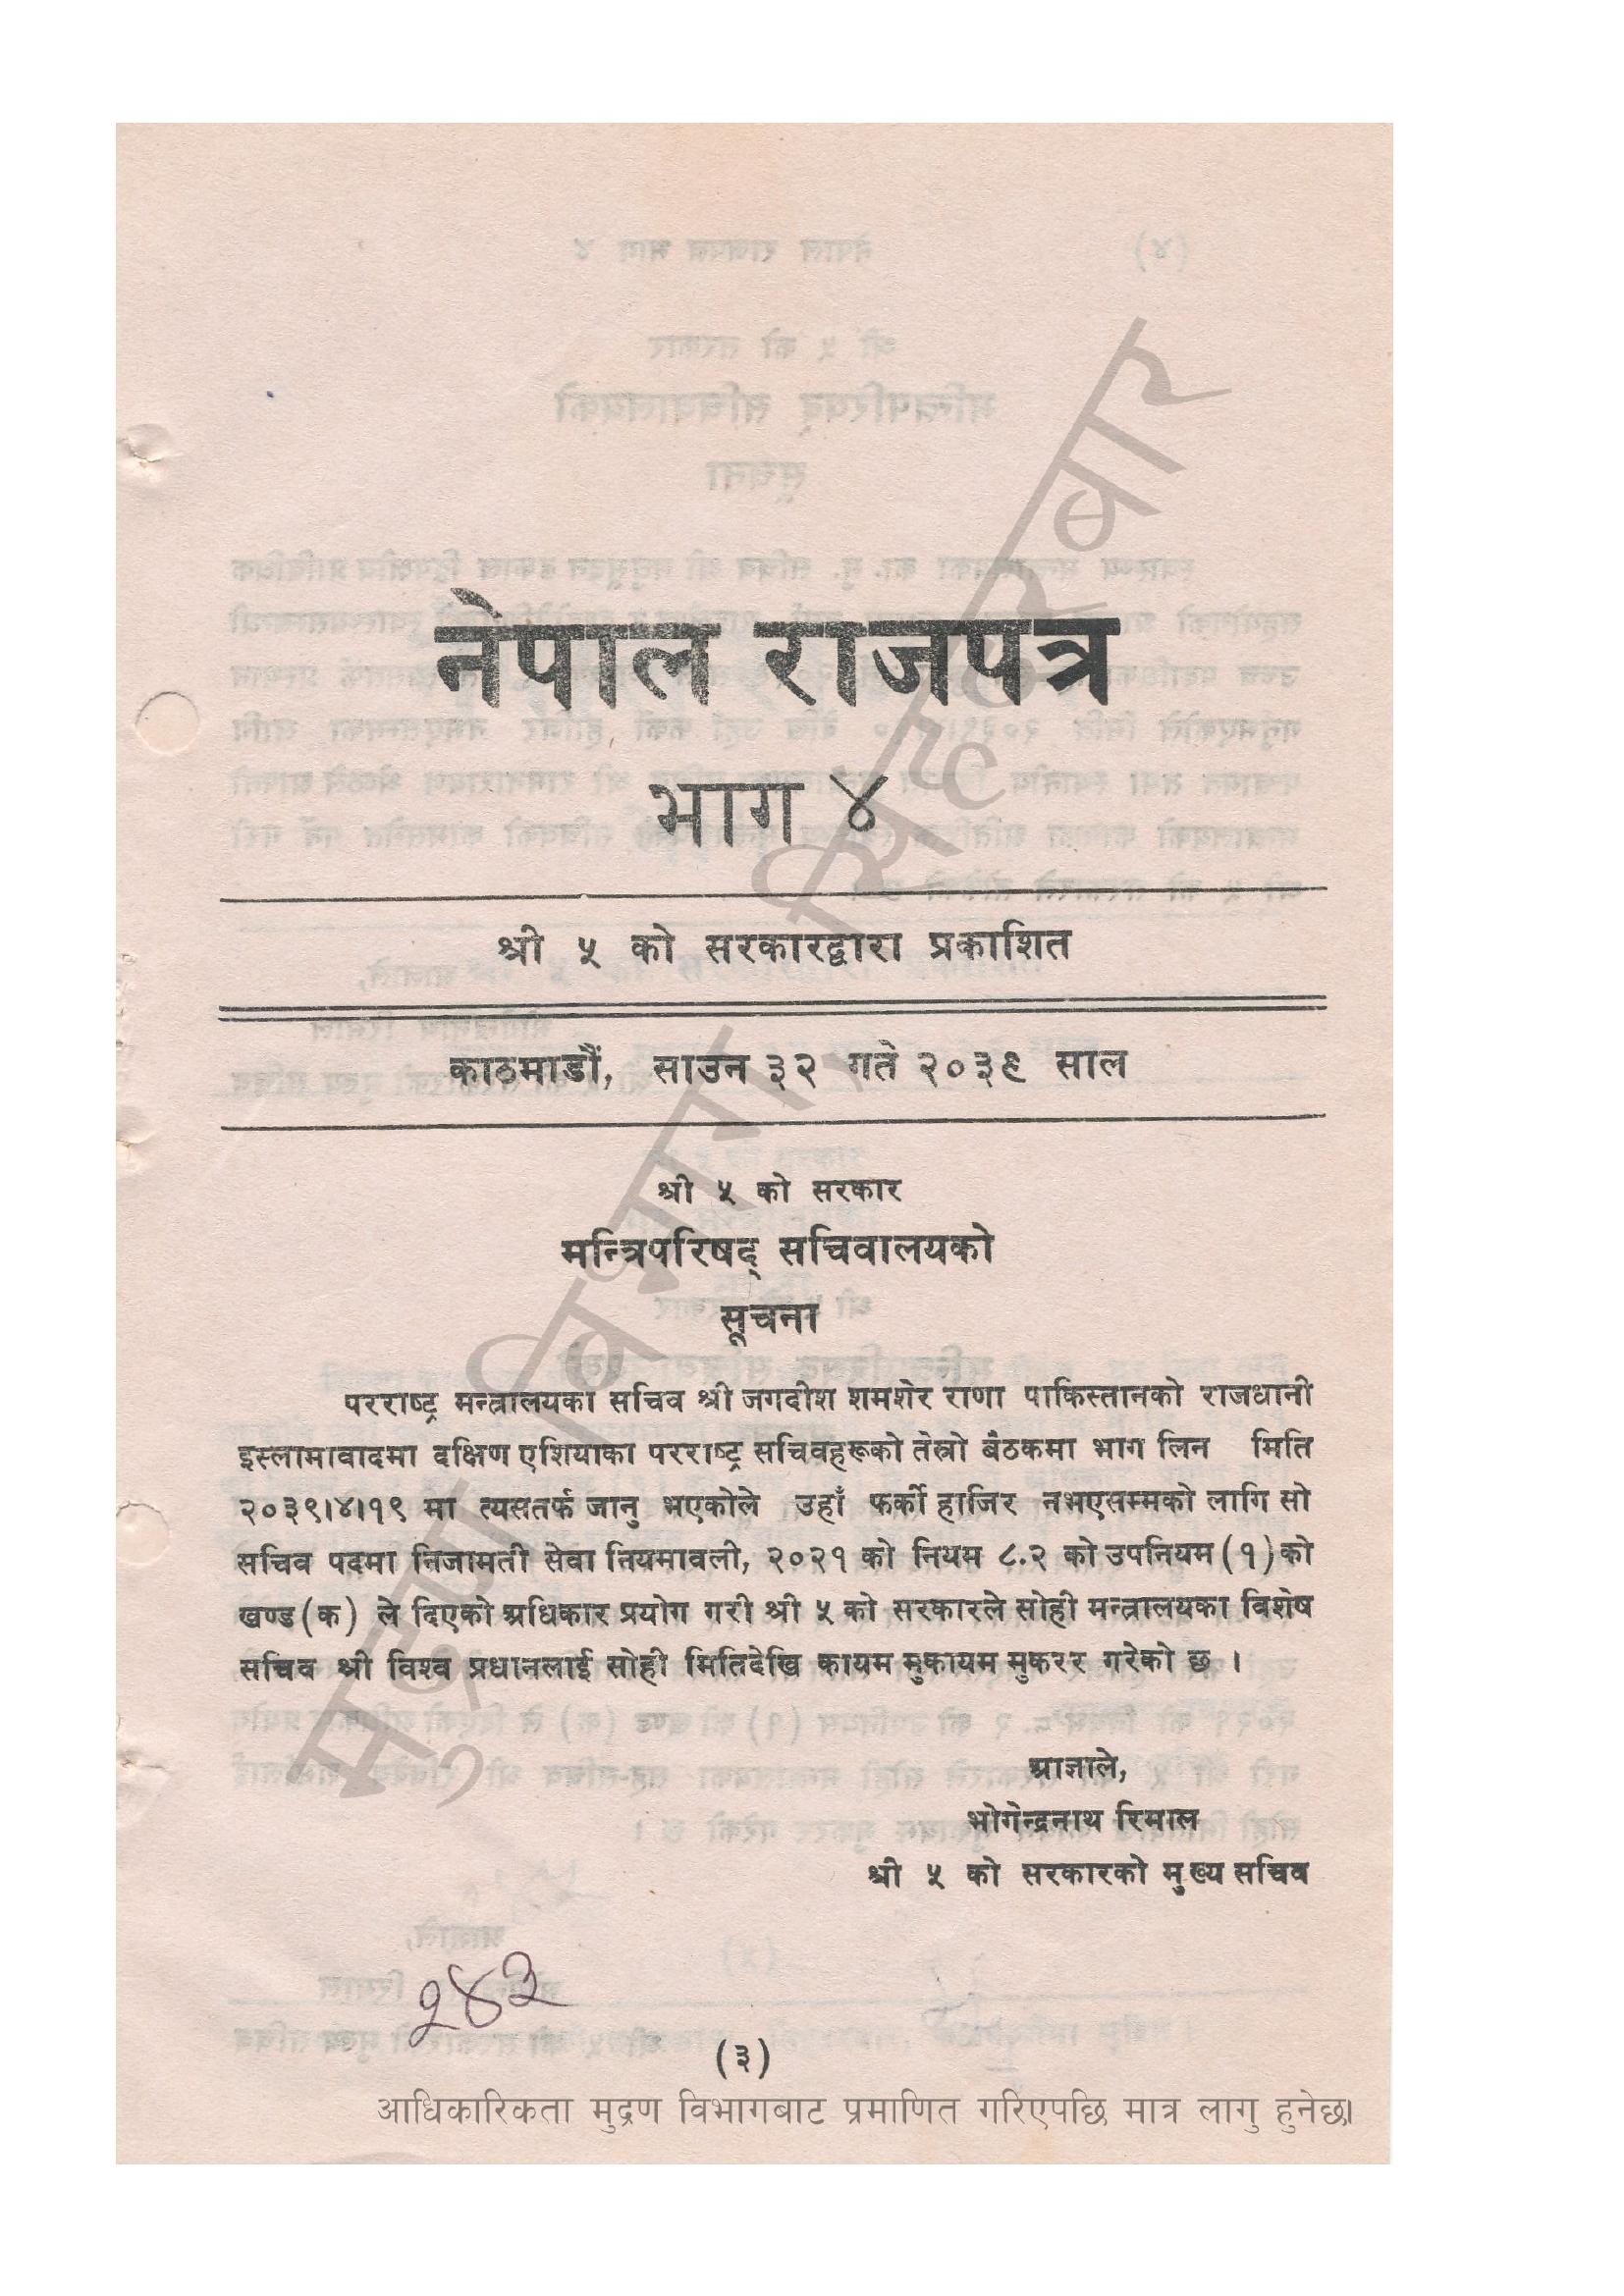 नेपाल राजपत्र
भाग ४
श्री ५ को सरकारद्वारा प्रकाशित
काठमाडौं, साउन ३२ गते २०३९ साल
श्री ५ को सरकार
मन्त्रिपरिषद् सचिवालयको
सूचना
परराष्ट्र मन्त्रालयका सचिव श्री जगदीश शमशेर राणा पाकिस्तानको राजधानी
इस्लामावादमा दक्षिण एशियाका परराष्ट्र सचिवहरूको तेस्रो बैठकमा भाग लिन मिति
२०३९।४।१९ मा त्यसतर्फ जानु भएकोले उहाँ फर्की हाजिर नभएसम्मको लागि सो
सचिव पदमा निजामती सेवा नियमावली, २०२१ को नियम ८.२ को उपनियम (१) को
खण्ड (क) ले दिएको अधिकार प्रयोग गरी श्री ५ को सरकारले सोही मन्त्रालयका विशेष
सचिव श्री विश्व प्रधानलाई सोही मितिदेखि कायम मुकायम मुकरर गरेको छ ।
आज्ञाले,
भोगेन्द्रनाथ रिमाल
श्री ५ को सरकारको मुख्य सचिव
२४३
(३)
आधिकारिकता मुद्रण विभागबाट प्रमाणित गरिएपछि मात्र लागु हुनेछ।
मुद्रण विभाग, सिंहदरबार